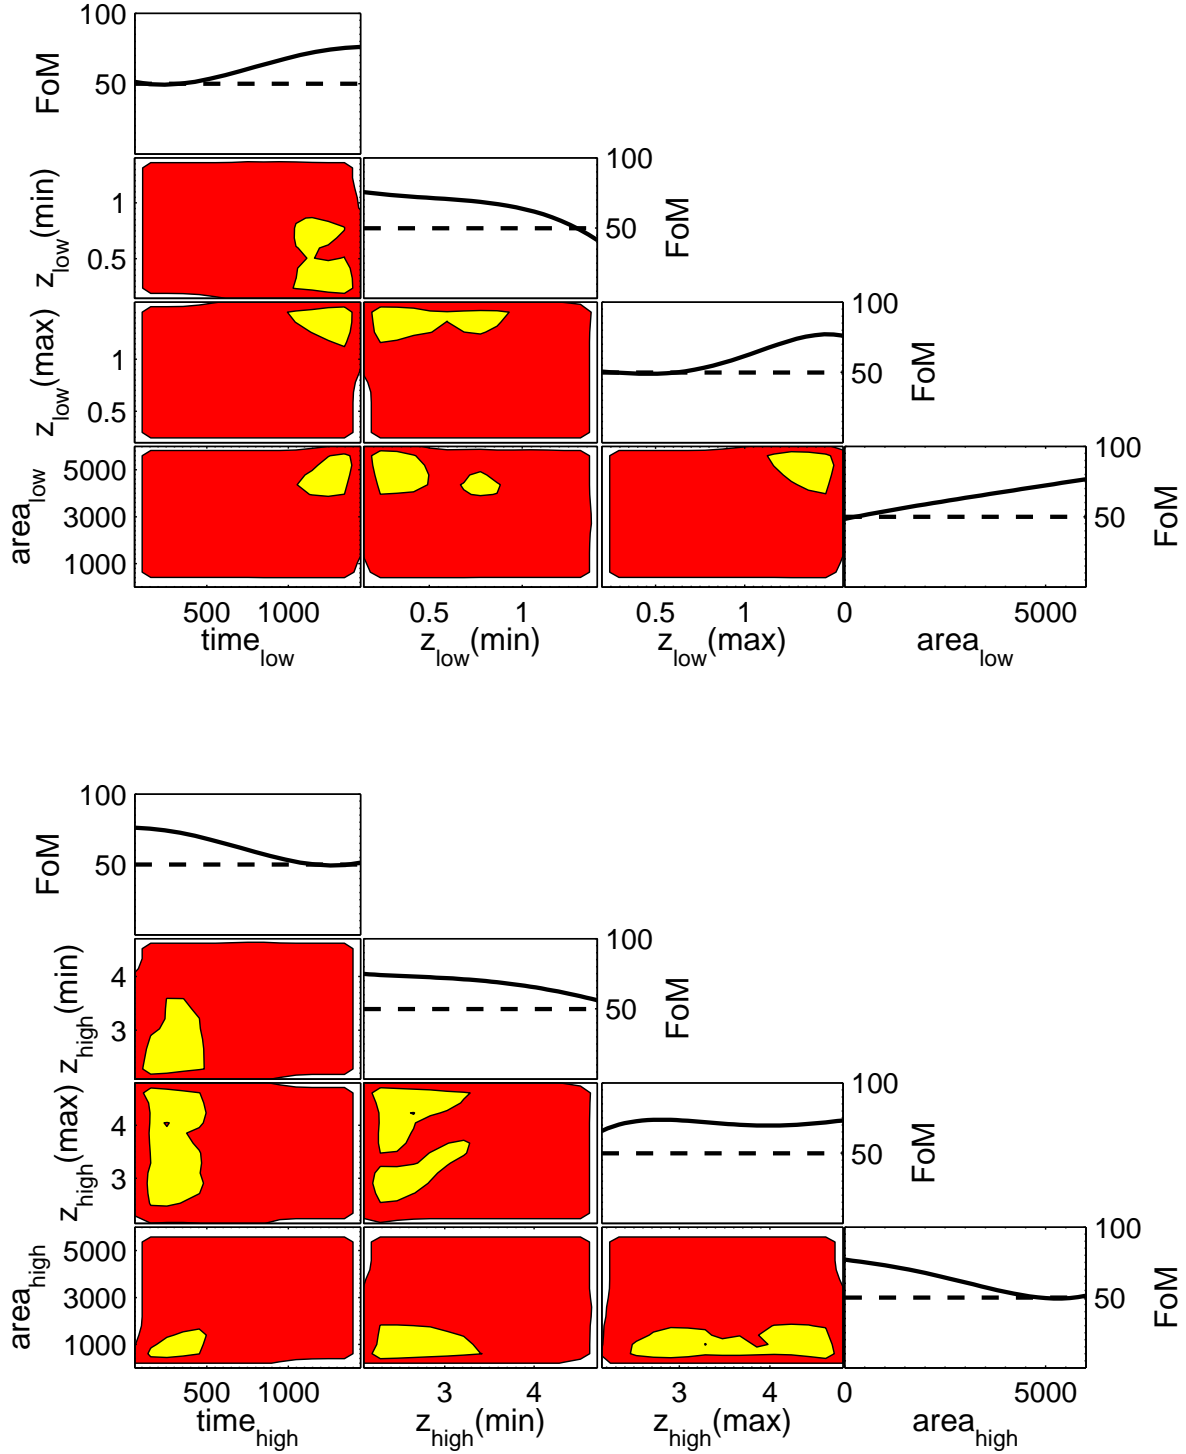 100
FoM
50
100
z_low(min)
1
0.5
50
FoM
100
z_low(max)
1
0.5
50
FoM
100
area_low
5000
3000
1000
50
FoM
500 1000 0.5 1 0.5 1 0 5000
time_low z_low(min) z_low(max) area_low
100
FoM
50
100
z_high(min)
4
3
50
FoM
100
z_high(max)
4
3
50
FoM
100
area_high
5000
3000
1000
50
FoM
500 1000 3 4 3 4 0 5000
time_high z_high(min) z_high(max) area_high